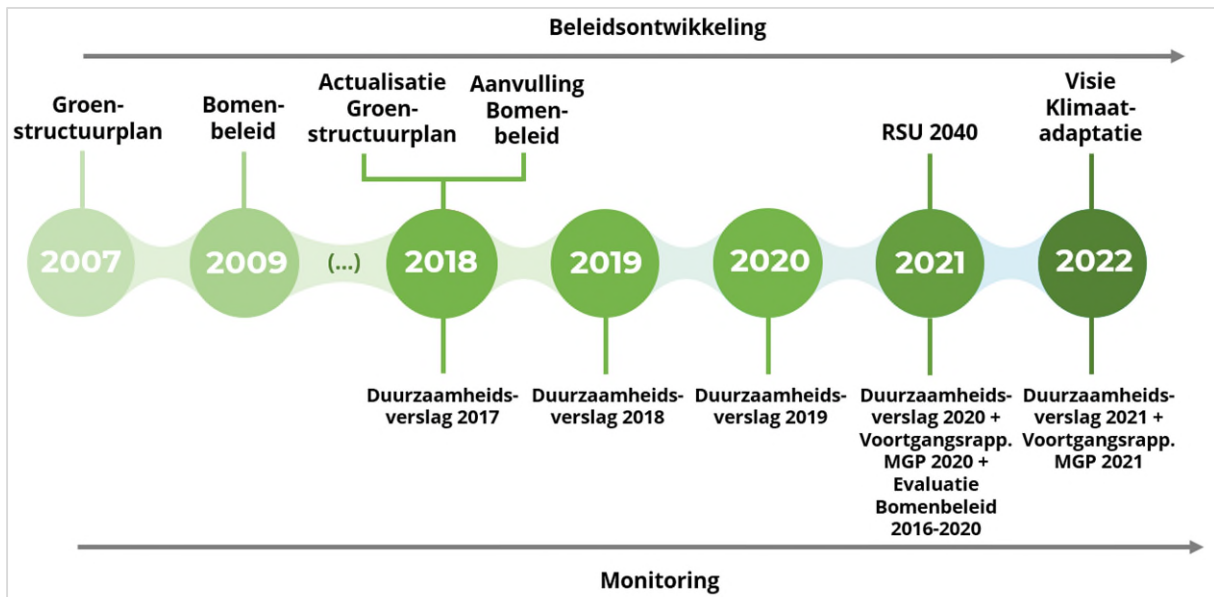 Beleidsontwikkeling
Groen-
structuurplan
Bomen-
beleid
Actualisatie
Groen-
structuurplan
Aanvulling
Bomen-
beleid
RSU 2040
Visie
Klimaat-
adaptatie
2007
2009
(...)
2018
2019
2020
2021
2022
Duurzaamheids-
verslag 2017
Duurzaamheids-
verslag 2018
Duurzaamheids-
verslag 2019
Duurzaamheids-
verslag 2020 +
Voortgangsrapp.
MGP 2020 +
Evaluatie
Bomenbeleid
2016-2020
Duurzaamheids-
verslag 2021 +
Voortgangsrapp.
MGP 2021
Monitoring